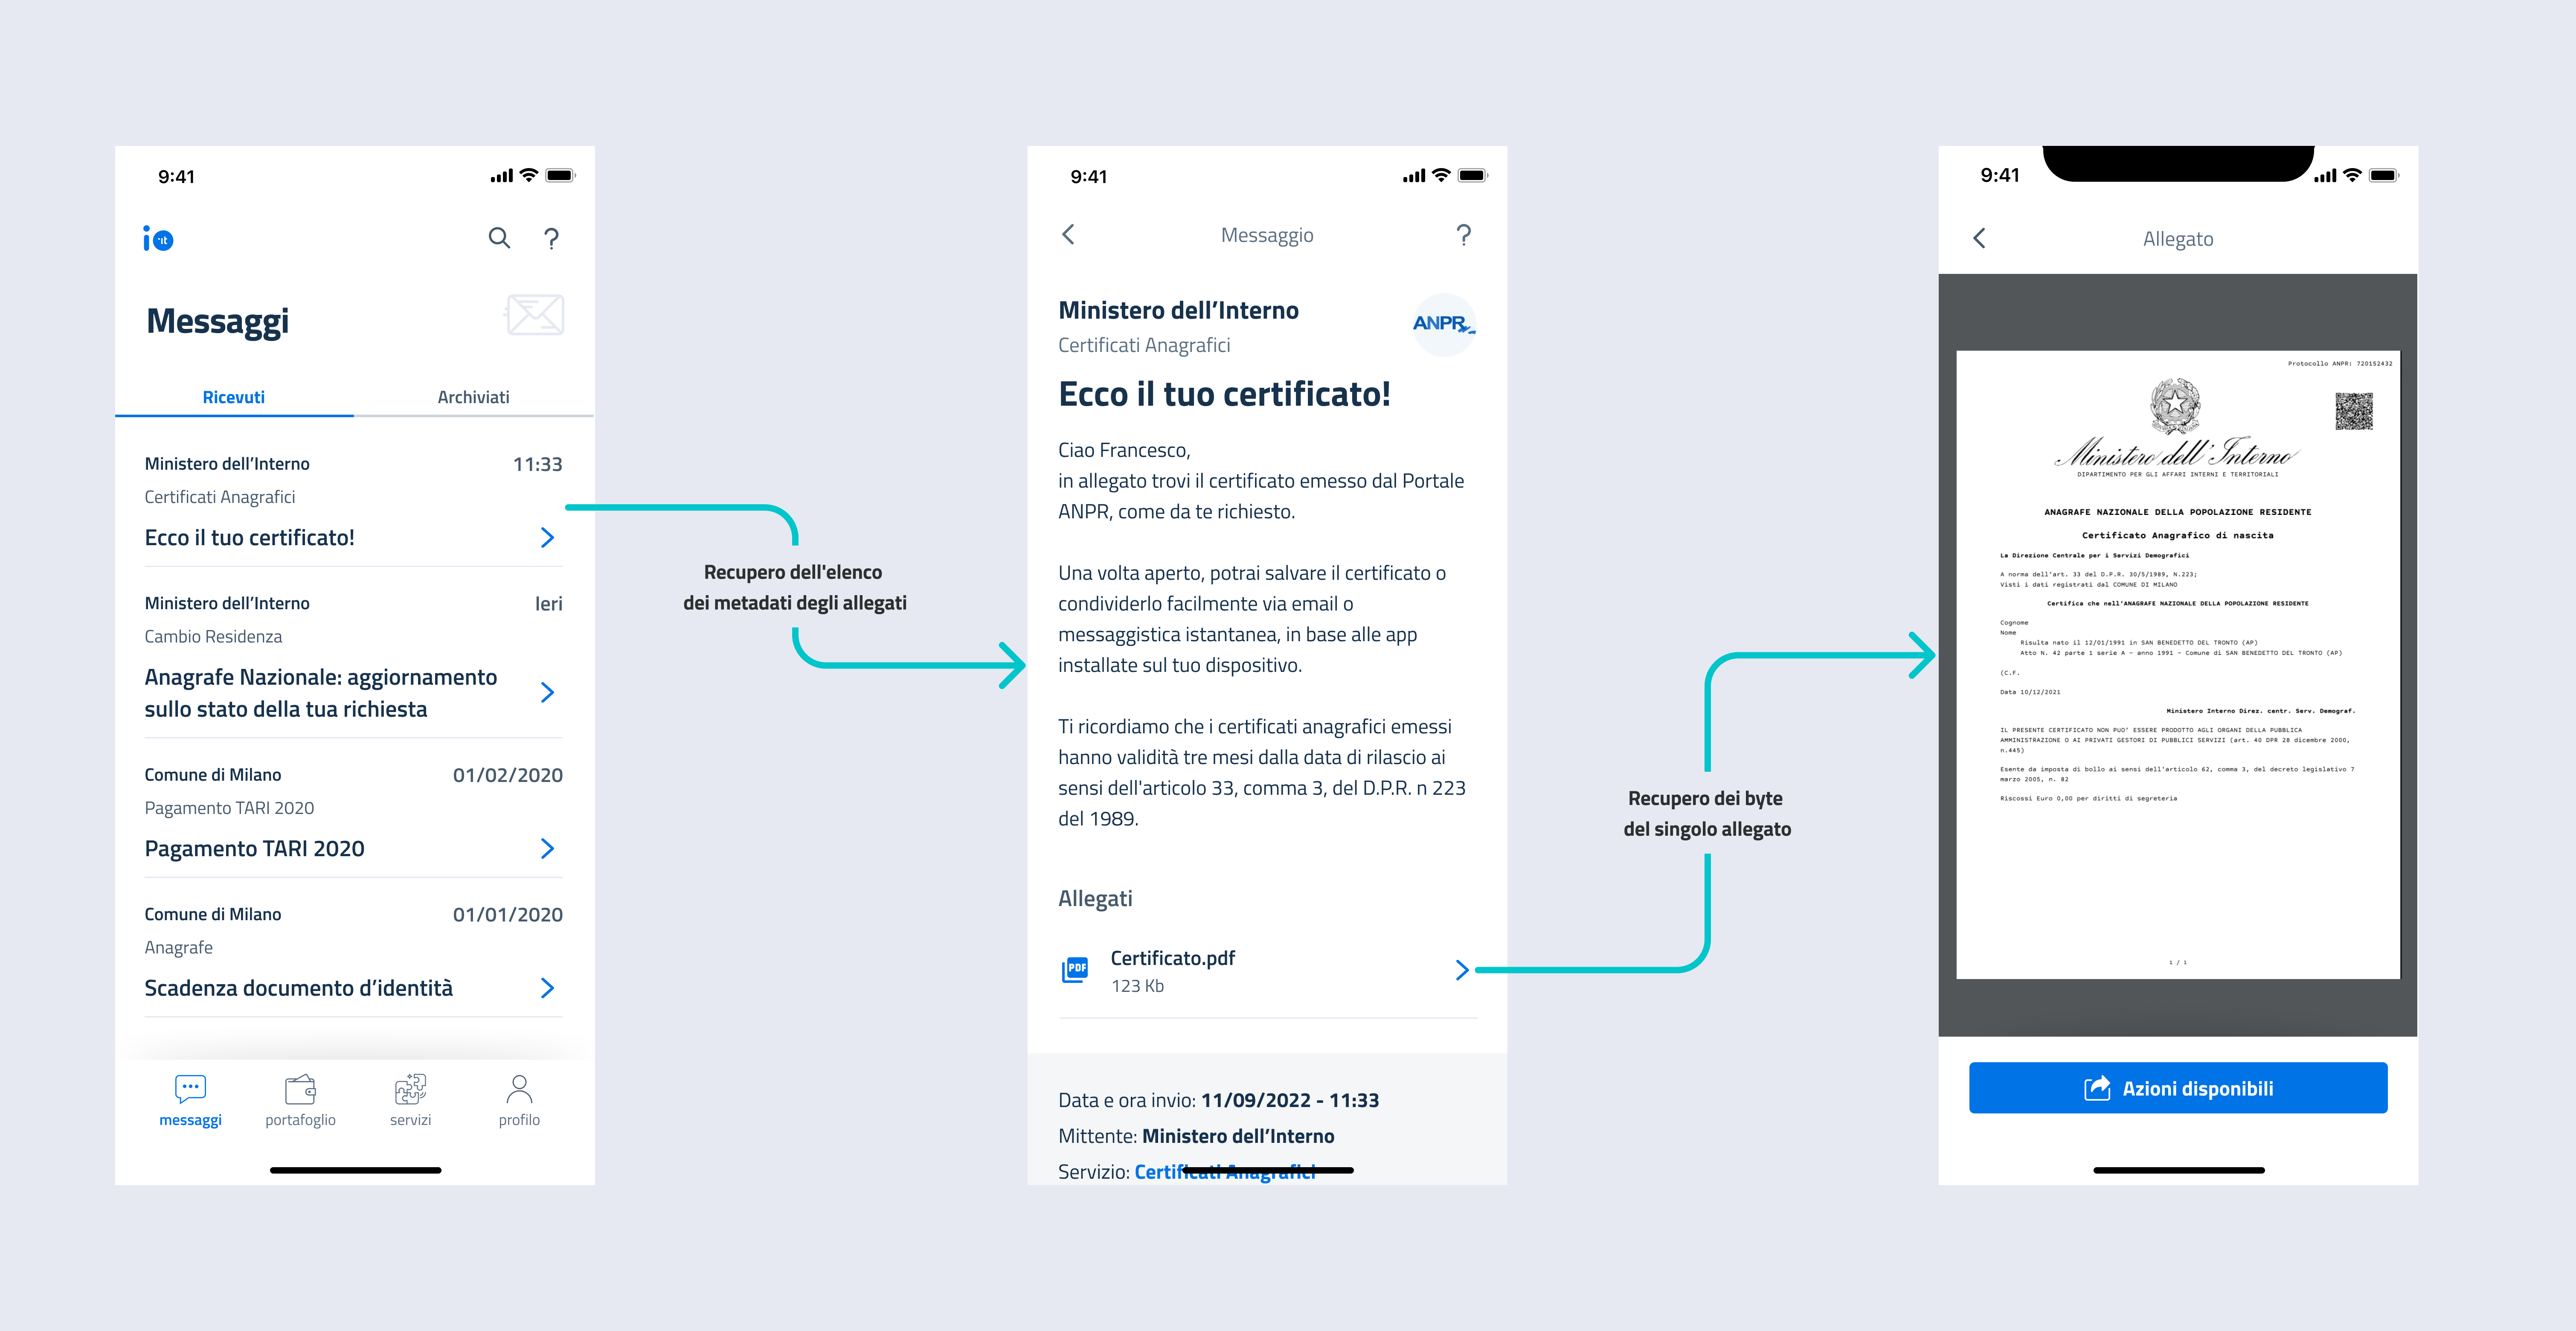 9:41
io it
Messaggi
Ricevuti
Archiviati
Ministero dell’Interno
11:33
Certificati Anagrafici
Ecco il tuo certificato!
Ministero dell’Interno
Ieri
Cambio Residenza
Anagrafe Nazionale: aggiornamento
sullo stato della tua richiesta
Comune di Milano
01/02/2020
Pagamento TARI 2020
Pagamento TARI 2020
Comune di Milano
01/01/2020
Anagrafe
Scadenza documento d’identità
messaggi
portafoglio
servizi
profilo
Recupero dell'elenco
dei metadati degli allegati
9:41
Messaggio
?
Ministero dell’Interno
ANPR
Certificati Anagrafici
Ecco il tuo certificato!
Ciao Francesco,
in allegato trovi il certificato emesso dal Portale
ANPR, come da te richiesto.
Una volta aperto, potrai salvare il certificato o
condividerlo facilmente via email o
messaggistica istantanea, in base alle app
installate sul tuo dispositivo.
Ti ricordiamo che i certificati anagrafici emessi
hanno validità tre mesi dalla data di rilascio ai
sensi dell'articolo 33, comma 3, del D.P.R. n 223
del 1989.
Allegati
PDF
Certificato.pdf
123 Kb
Data e ora invio: 11/09/2022 - 11:33
Mittente: Ministero dell’Interno
Servizio: Certificati Anagrafici
Recupero dei byte
del singolo allegato
9:41
Allegato
Protocollo ANPR: 720152432
Ministero dell' Interno
DIPARTIMENTO PER GLI AFFARI INTERNI E TERRITORIALI
ANAGRAFE NAZIONALE DELLA POPOLAZIONE RESIDENTE
Certificato Anagrafico di nascita
La Direzione Centrale per i Servizi Demografici
A norma dell'art. 33 del D.P.R. 30/5/1989, N.223;
Visti i dati registrati dal COMUNE DI MILANO
Certifica che nell'ANAGRAFE NAZIONALE DELLA POPOLAZIONE RESIDENTE
Cognome
Nome
Risulta nato il 12/01/1991 in SAN BENEDETTO DEL TRONTO (AP)
Atto N. 42 parte 1 serie A - anno 1991 - Comune di SAN BENEDETTO DEL TRONTO (AP)
(C.F.
Data 10/12/2021
Ministero Interno Direz. centr. Serv. Demograf.
IL PRESENTE CERTIFICATO NON PUO' ESSERE PRODOTTO AGLI ORGANI DELLA PUBBLICA
AMMINISTRAZIONE O AI PRIVATI GESTORI DI PUBBLICI SERVIZI (art. 40 DPR 28 dicembre 2000,
n.445)
Esente da imposta di bollo ai sensi dell'articolo 62, comma 3, del decreto legislativo 7
marzo 2005, n. 82
Riscossi Euro 0,00 per diritti di segreteria
1 / 1
Azioni disponibili